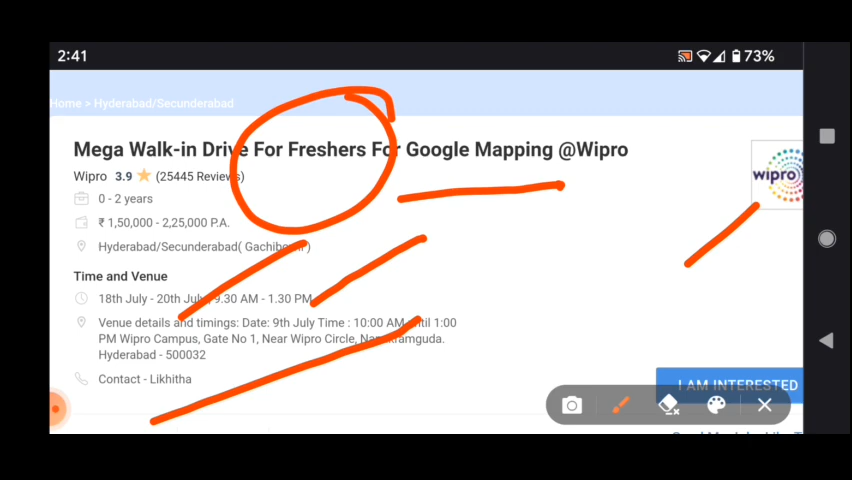 2:41
73%
Home > Hyderabad/Secunderabad
Mega Walk-in Drive For Freshers For Google Mapping @Wipro
Wipro 3.9 (25445 Reviews)
wipro
0 - 2 years
₹ 1,50,000 - 2,25,000 P.A.
Hyderabad/Secunderabad( )
Time and Venue
18th July - 20th July, 9.30 AM - 1.30 PM
Venue details and timings: Date: 9th July Time : 10:00 AM until 1:00
PM Wipro Campus, Gate No 1, Near Wipro Circle, Nanakramguda.
Hyderabad - 500032
Contact - Likhitha
I AM INTERESTED